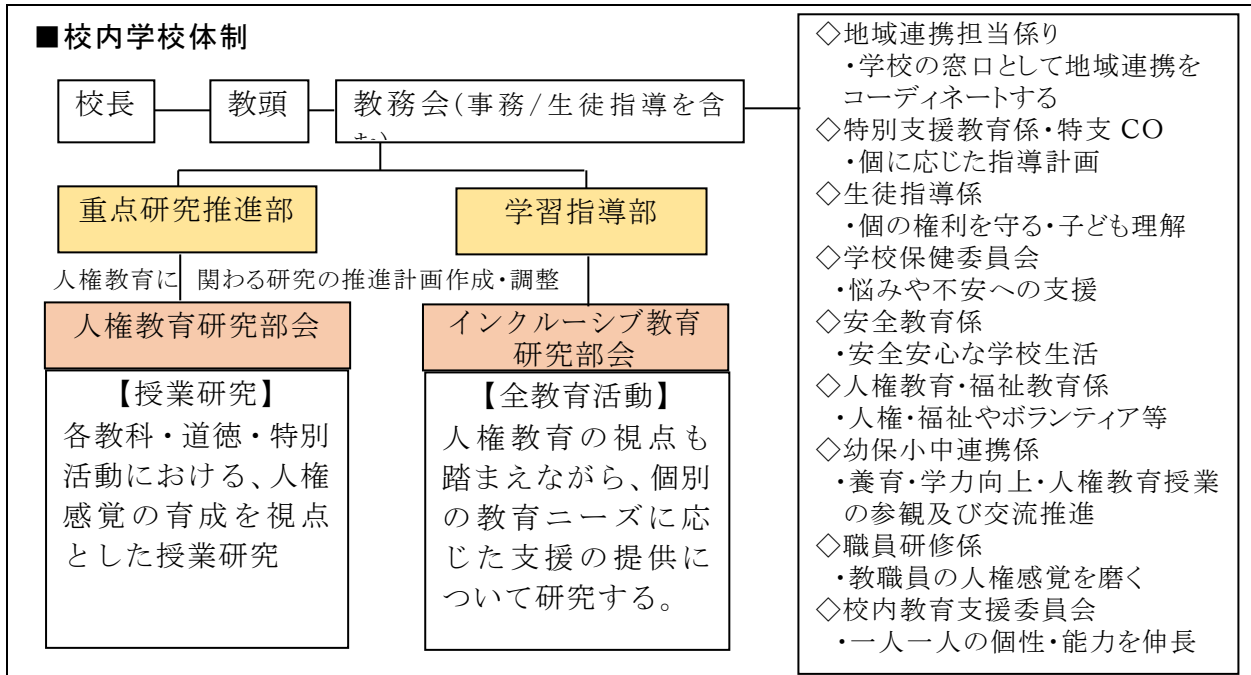 ■校内学校体制
校長
教頭
教務会(事務/生徒指導を含
重点研究推進部
学習指導部
人権教育に 関わる研究の推進計画作成・調整
人権教育研究部会
【授業研究】
各教科・道徳・特別
活動における、人権
感覚の育成を視点
とした授業研究
インクルーシブ教育
研究部会
【全教育活動】
人権教育の視点も
踏まえながら、個別
の教育ニーズに応
じた支援の提供に
ついて研究する。
◇地域連携担当係り
・学校の窓口として地域連携を
コーディネートする
◇特別支援教育係・特支 CO
・個に応じた指導計画
◇生徒指導係
・個の権利を守る・子ども理解
◇学校保健委員会
・悩みや不安への支援
◇安全教育係
・安全安心な学校生活
◇人権教育・福祉教育係
・人権・福祉やボランティア等
◇幼保小中連携係
・養育・学力向上・人権教育授業
の参観及び交流推進
◇職員研修係
・教職員の人権感覚を磨く
◇校内教育支援委員会
・一人一人の個性・能力を伸長